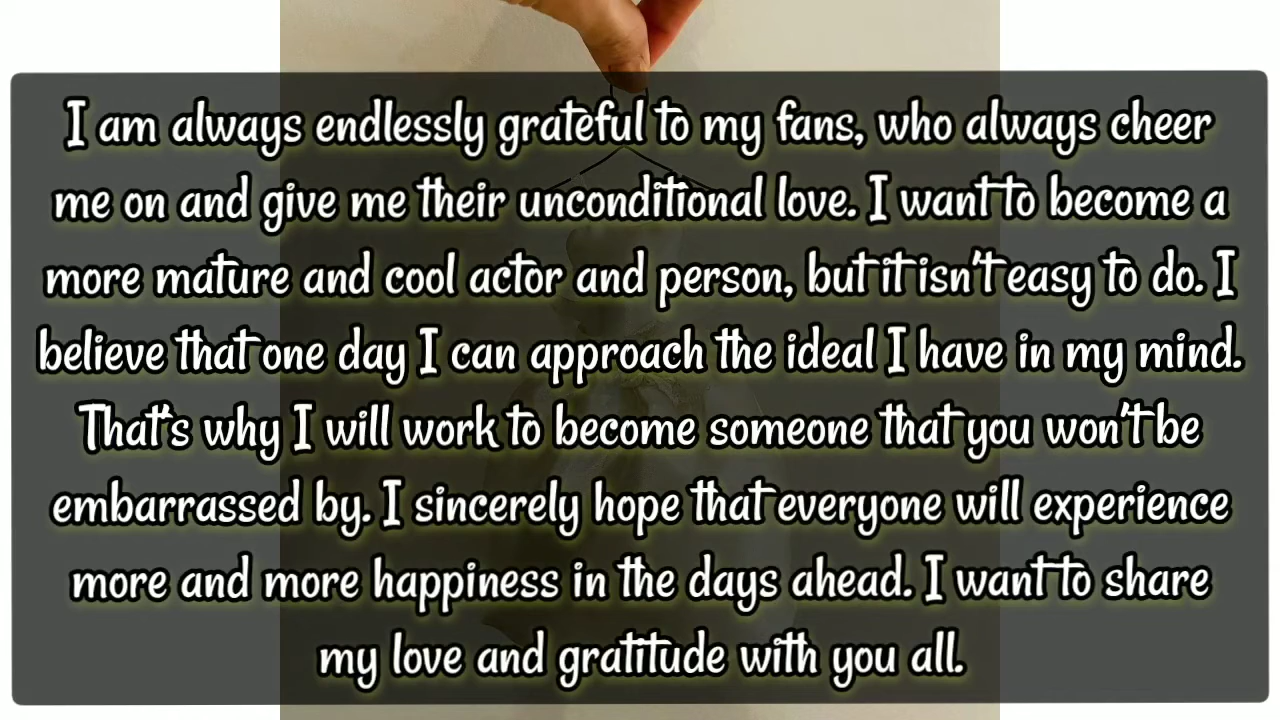 I am always endlessly grateful to my fans, who always cheer
me on and give me their unconditional love. I want to become a
more mature and cool actor and person, but it isn't easy to do. I
believe that one day I can approach the ideal I have in my mind.
That's why I will work to become someone that you won't be
embarrassed by. I sincerely hope that everyone will experience
more and more happiness in the days ahead. I want to share
my love and gratitude with you all.